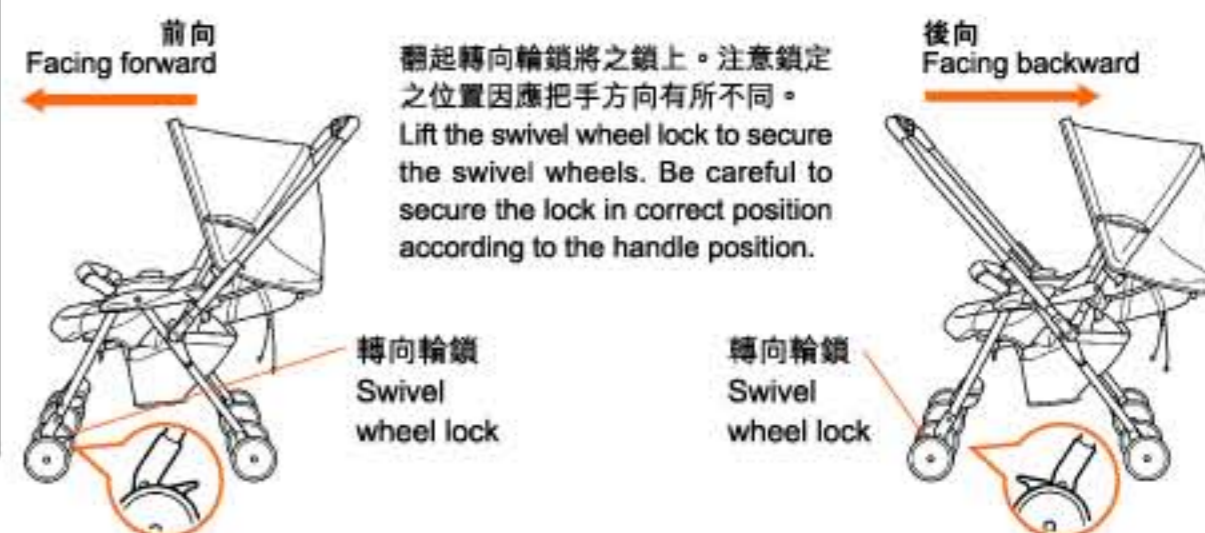 前向
Facing forward
翻起轉向輪鎖將之鎖上。注意鎖定
之位置因應把手方向有所不同。
Lift the swivel wheel lock to secure
the swivel wheels. Be careful to
secure the lock in correct position
according to the handle position.
後向
Facing backward
轉向輪鎖
Swivel
wheel lock
轉向輪鎖
Swivel
wheel lock